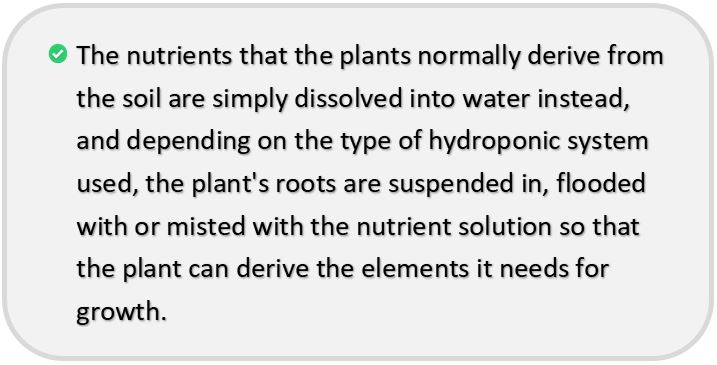 The nutrients that the plants normally derive from
the soil are simply dissolved into water instead,
and depending on the type of hydroponic system
used, the plant's roots are suspended in, flooded
with or misted with the nutrient solution so that
the plant can derive the elements it needs for
growth.